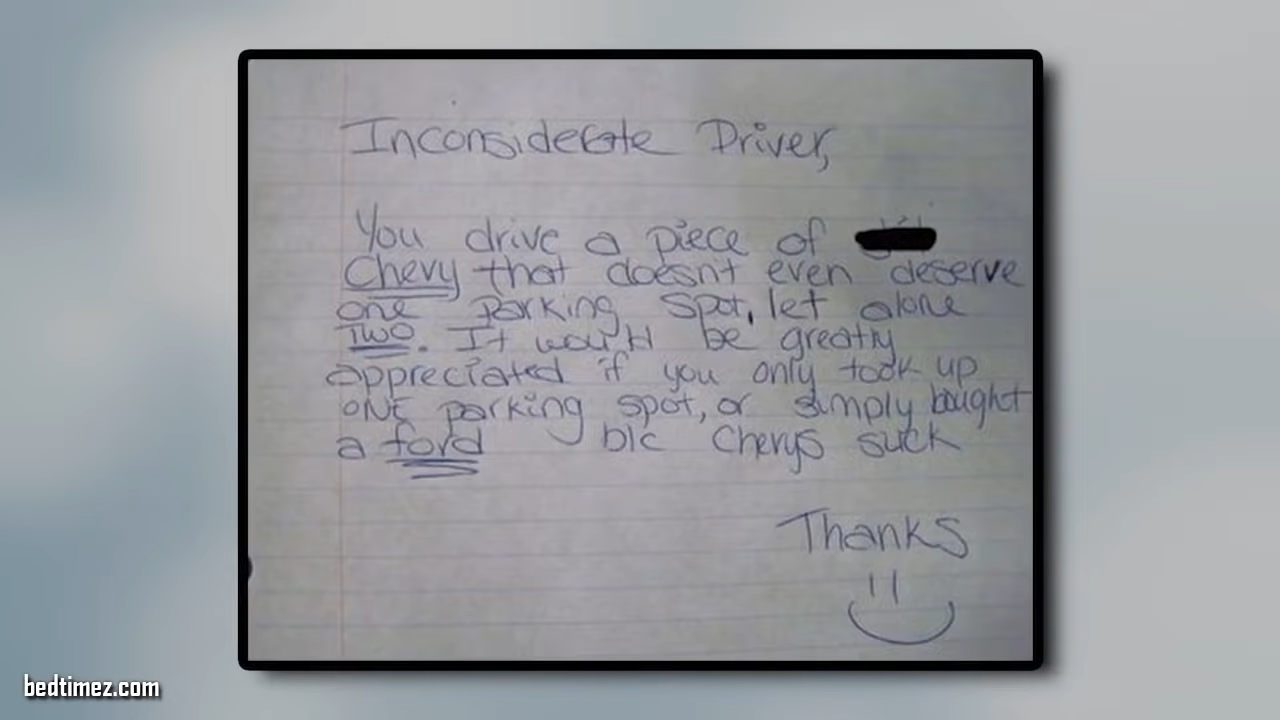 Inconsiderate Driver,
You drive a piece of
Chevy that doesn't even deserve
one parking spot, let alone
TWO. It would be greatly
appreciated if you only took up
ONE parking spot, or simply bought
a ford b/c Chevys suck
Thanks
bedtimez.com